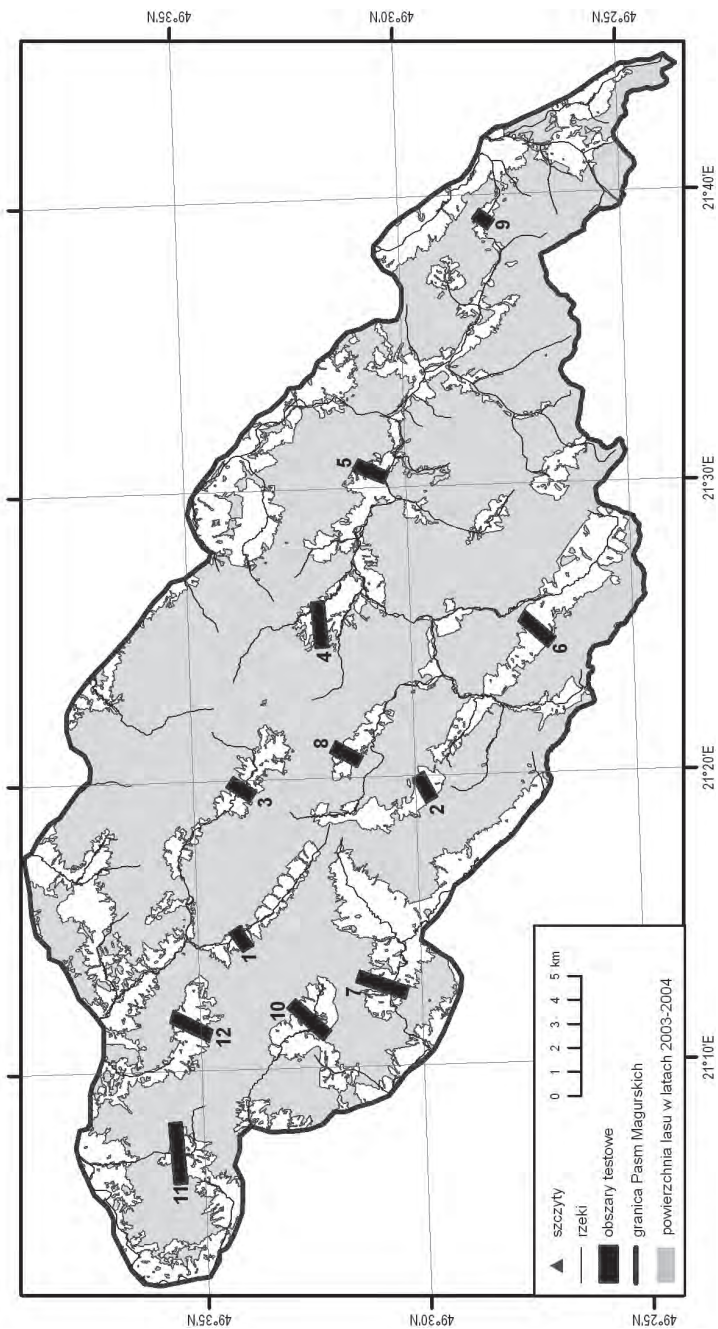 49°35'N
49°30'N
49°25'N
21°10'E
21°20'E
21°30'E
21°40'E
49°35'N
49°30'N
49°25'N
1
2
3
4
5
6
7
8
9
10
11
12
szczyty
rzeki
obszary testowe
granica Pasm Magurskich
powierzchnia lasu w latach 2003-2004
0 1 2 3 4 5 km